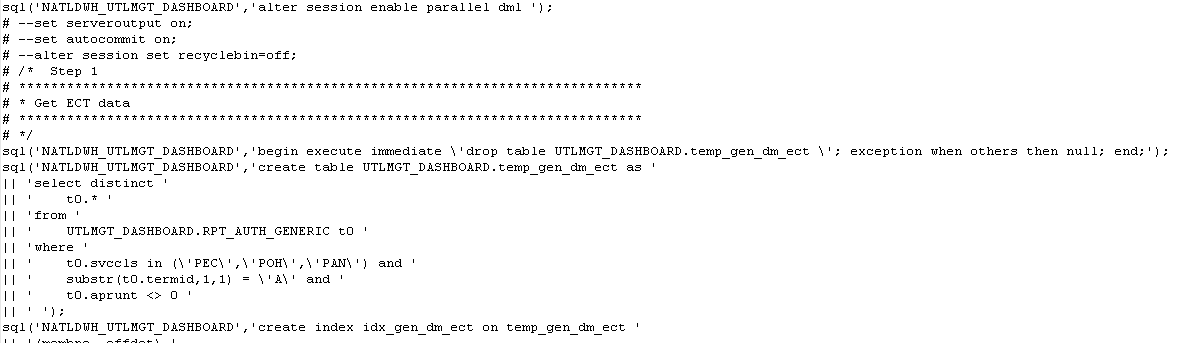 sql('NATLDWH_UTLMGT_DASHBOARD','alter session enable parallel dml ');
# --set serveroutput on;
# --set autocommit on;
# --alter session set recyclebin=off;
# /*  Step 1
# ******************************************************************************
# * Get ECT data
# ******************************************************************************
# */
sql('NATLDWH_UTLMGT_DASHBOARD','begin execute immediate \'drop table UTLMGT_DASHBOARD.temp_gen_dm_ect \'; exception when others then null; end;');
sql('NATLDWH_UTLMGT_DASHBOARD','create table UTLMGT_DASHBOARD.temp_gen_dm_ect as '
|| 'select distinct '
|| '    t0.* '
|| 'from '
|| '    UTLMGT_DASHBOARD.RPT_AUTH_GENERIC t0 '
|| 'where '
|| '    t0.svccls in (\'PEC\',\'POH\',\'PAN\') and '
|| '    substr(t0.termid,1,1) = \'A\' and '
|| '    t0.aprunt <> 0 '
|| ' ');
sql('NATLDWH_UTLMGT_DASHBOARD','create index idx_gen_dm_ect on temp_gen_dm_ect '